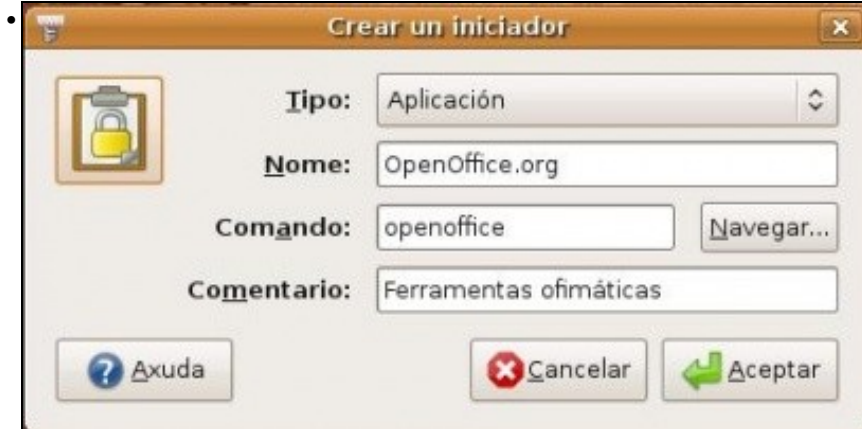 Crear un iniciador
Tipo: Aplicación
Nome: OpenOffice.org
Comando: openoffice Navegar...
Comentario: Ferramentas ofimáticas
Axuda Cancelar Aceptar